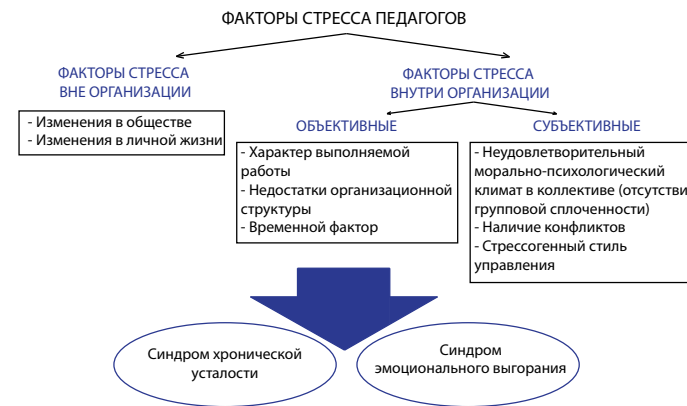 ФАКТОРЫ СТРЕССА ПЕДАГОГОВ
ФАКТОРЫ СТРЕССА
ВНЕ ОРГАНИЗАЦИИ
- Изменения в обществе
- Изменения в личной жизни
ФАКТОРЫ СТРЕССА
ВНУТРИ ОРГАНИЗАЦИИ
ОБЪЕКТИВНЫЕ
- Характер выполняемой
работы
- Недостатки организационной
структуры
- Временной фактор
СУБЪЕКТИВНЫЕ
- Неудовлетворительный
морально-психологический
климат в коллективе (отсутстви
групповой сплоченности)
- Наличие конфликтов
- Стрессогенный стиль
управления
Синдром хронической
усталости
Синдром
эмоционального выгорания